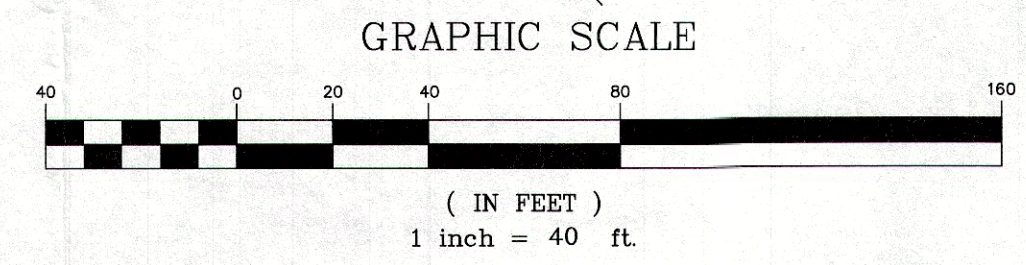 GRAPHIC SCALE
40 0 20 40 80 160
( IN FEET )
1 inch = 40 ft.